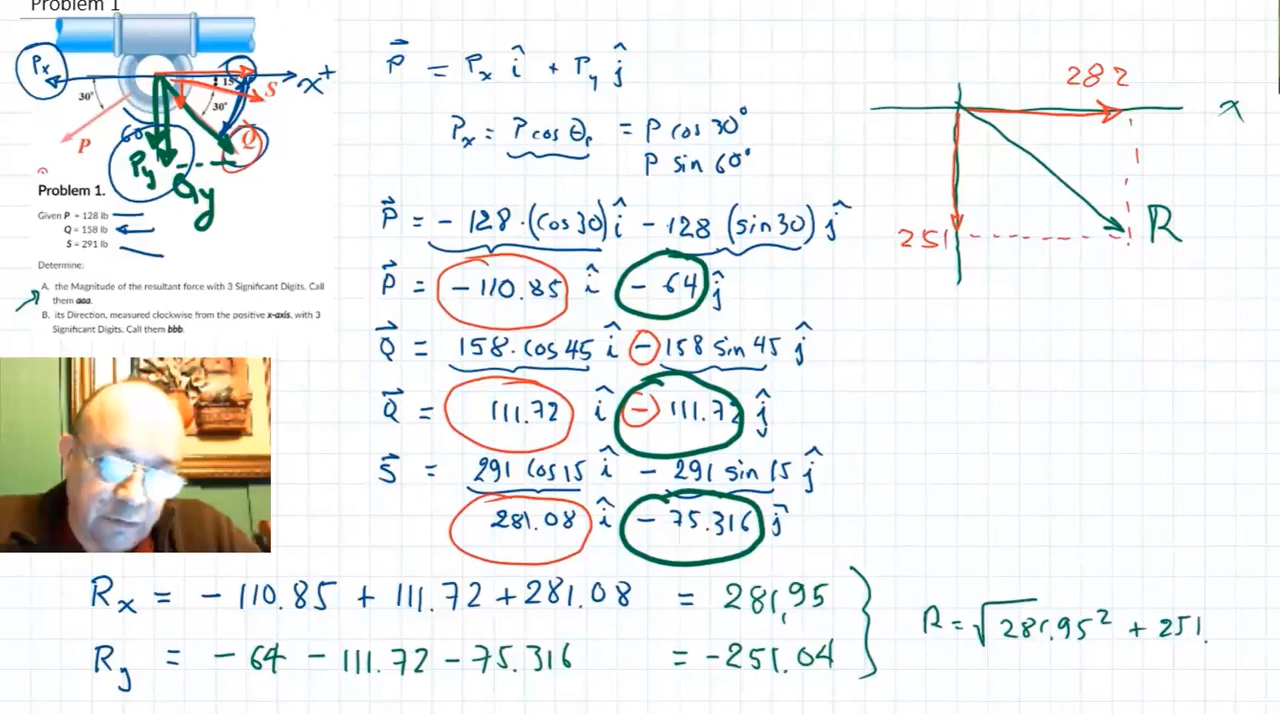 Problem 1
Px
x+
15
S
30°
30°
60°
P
Q
Py
Qy
Problem 1.
Given P = 128 lb
Q = 158 lb
S = 291 lb
Determine:
A. the Magnitude of the resultant force with 3 Significant Digits. Call
them aaa.
B. its Direction, measured clockwise from the positive x-axis, with 3
Significant Digits. Call them bbb.
P⃗ = Px î + Py ĵ
Px = P cos θr = P cos 30°
P sin 60°
P⃗ = - 128·(cos 30) î - 128 (sin 30) ĵ
P⃗ = - 110.85 î - 64 ĵ
Q⃗ = 158·cos 45 î - 158 sin 45 ĵ
Q⃗ = 111.72 î - 111.72 ĵ
S⃗ = 291 cos 15 î - 291 sin 15 ĵ
281.08 î - 75.316 ĵ
Rx = - 110.85 + 111.72 + 281.08 = 281.95
Ry = - 64 - 111.72 - 75.316 = -251.04
R = √281.95² + 251.
282
x
251
R